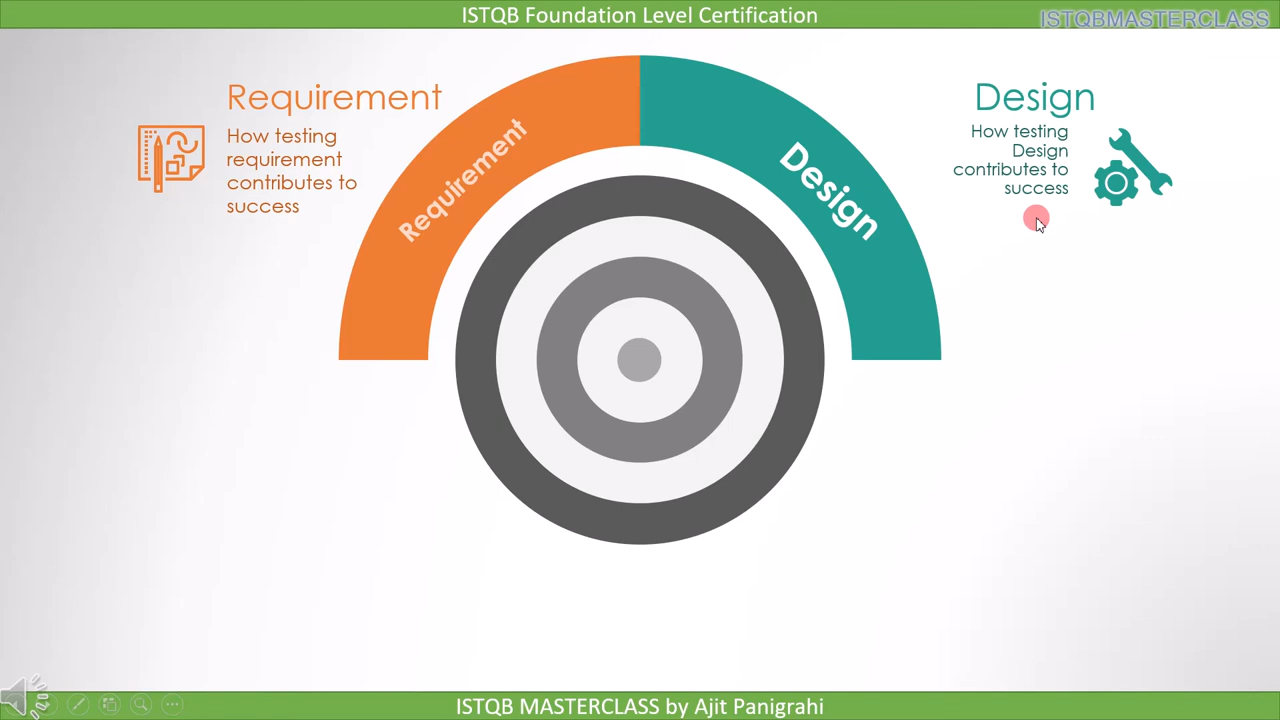 ISTQB Foundation Level Certification
ISTQBMASTERCLASS
Requirement
How testing
requirement
contributes to
success
Requirement
Design
Design
How testing
Design
contributes to
success
ISTQB MASTERCLASS by Ajit Panigrahi